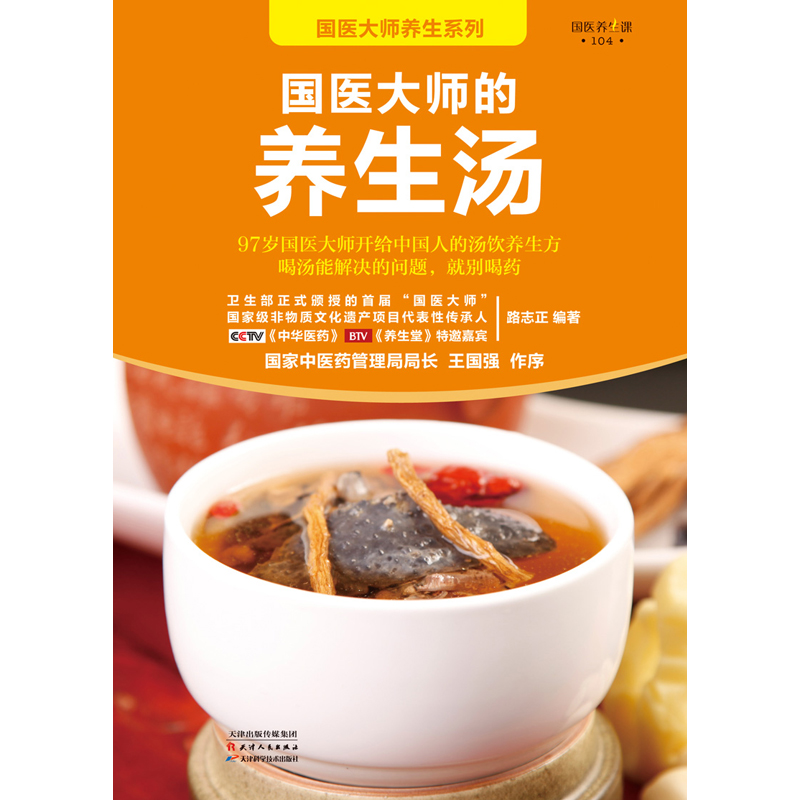 国医大师养生系列
国医养生课
·104·
国医大师的
养生汤
97岁国医大师开给中国人的汤饮养生方
喝汤能解决的问题，就别喝药
卫生部正式颁授的首届“国医大师”
国家级非物质文化遗产项目代表性传承人
CCTV《中华医药》 BTV《养生堂》特邀嘉宾
路志正 编著
国家中医药管理局局长 王国强 作序
天津出版传媒集团
天津人民出版社
天津科学技术出版社